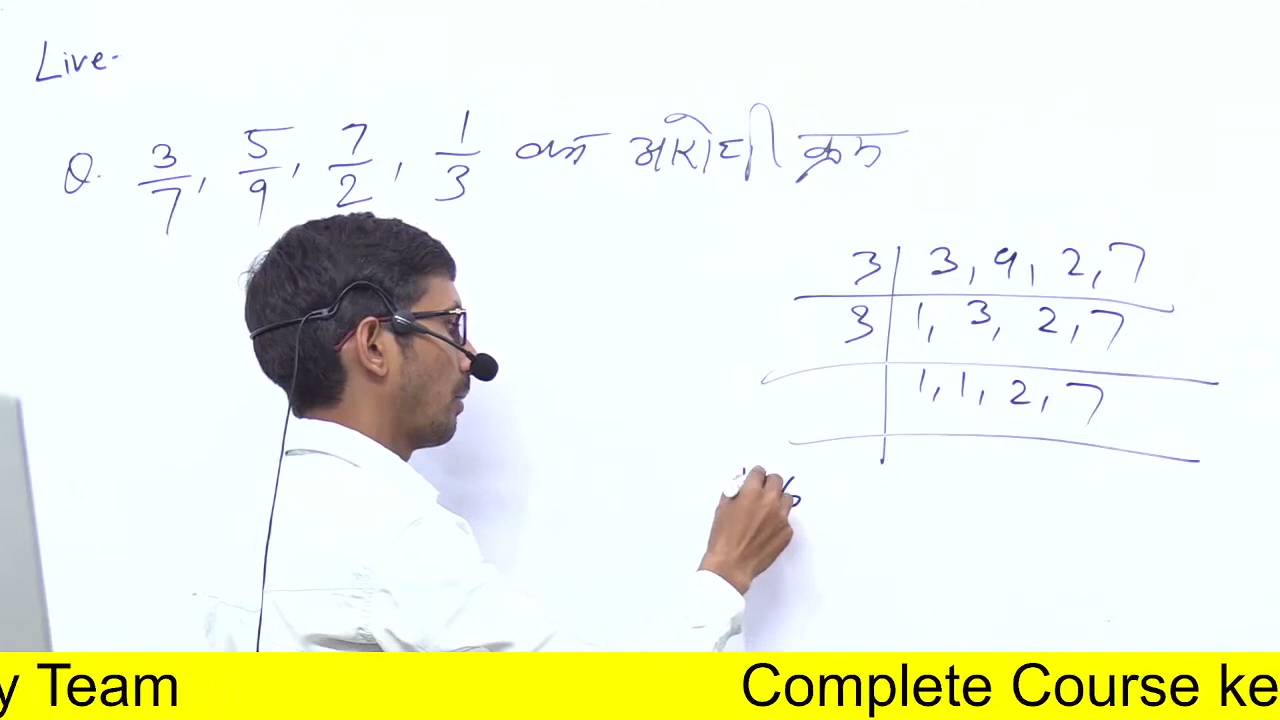 Live-
Q. 3/7, 5/9, 7/2, 1/3 का आरोही क्रम
3 | 3, 9, 2, 7
3 | 1, 3, 2, 7
1, 1, 2, 7
y Team Complete Course ke